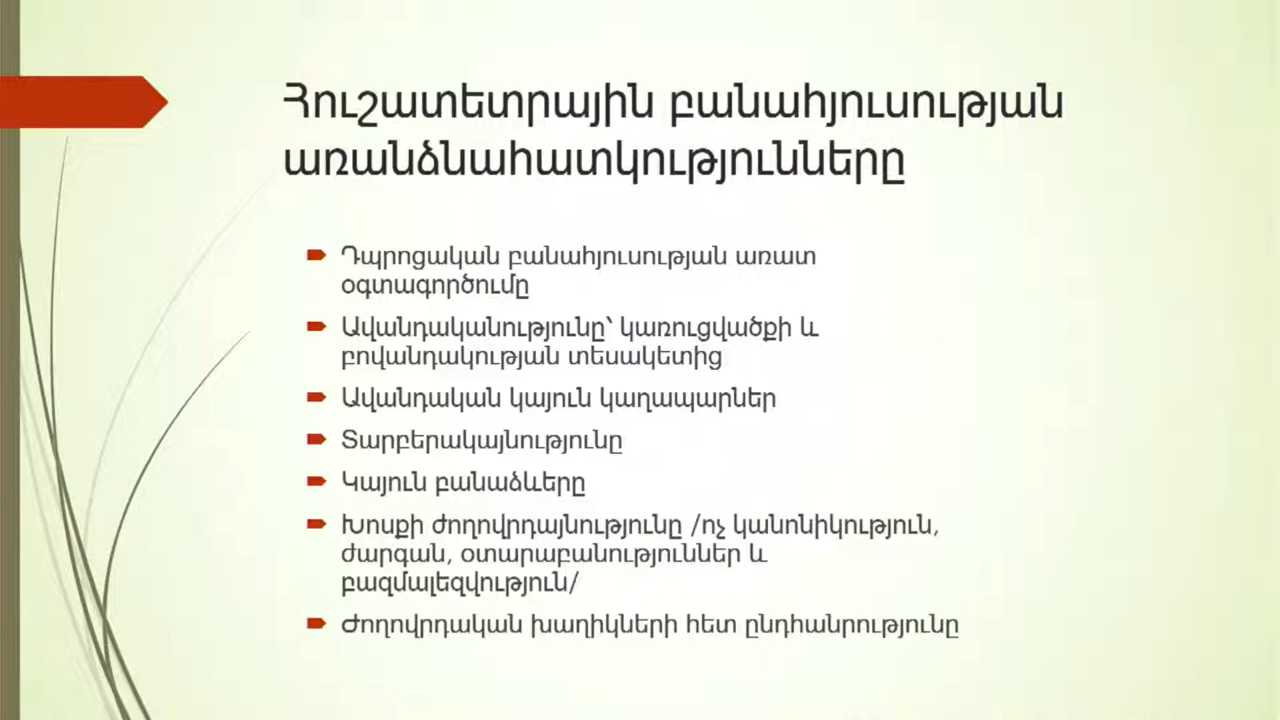 Հուշատետրային բանահյուսության
առանձնահատկությունները
Դպրոցական բանահյուսության առատ
օգտագործումը
Ավանդականությունը՝ կառուցվածքի և
բովանդակության տեսակետից
Ավանդական կայուն կաղապարներ
Տարբերակայնությունը
Կայուն բանաձևերը
Խոսքի ժողովրդայնությունը /ոչ կանոնիկություն,
ժարգան, օտարաբանություններ և
բազմալեզվություն/
Ժողովրդական խաղիկների հետ ընդհանրությունը